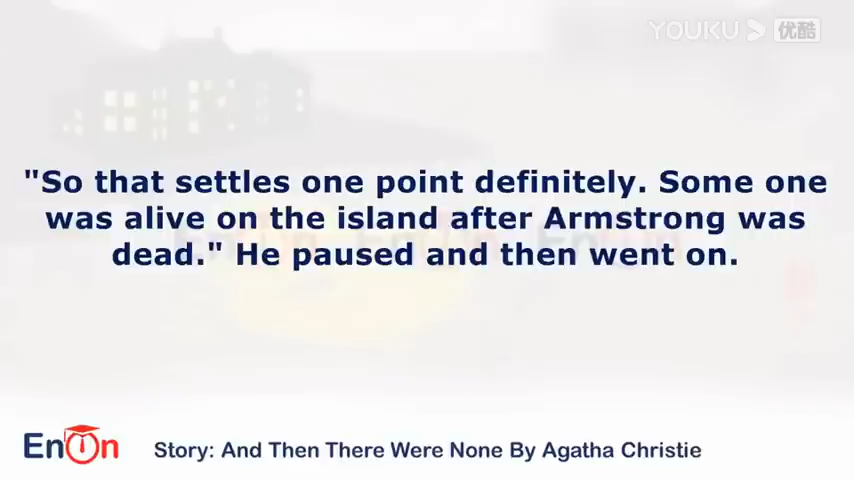 YOUKU 优酷
"So that settles one point definitely. Some one
was alive on the island after Armstrong was
dead." He paused and then went on.
EnOn
Story: And Then There Were None By Agatha Christie